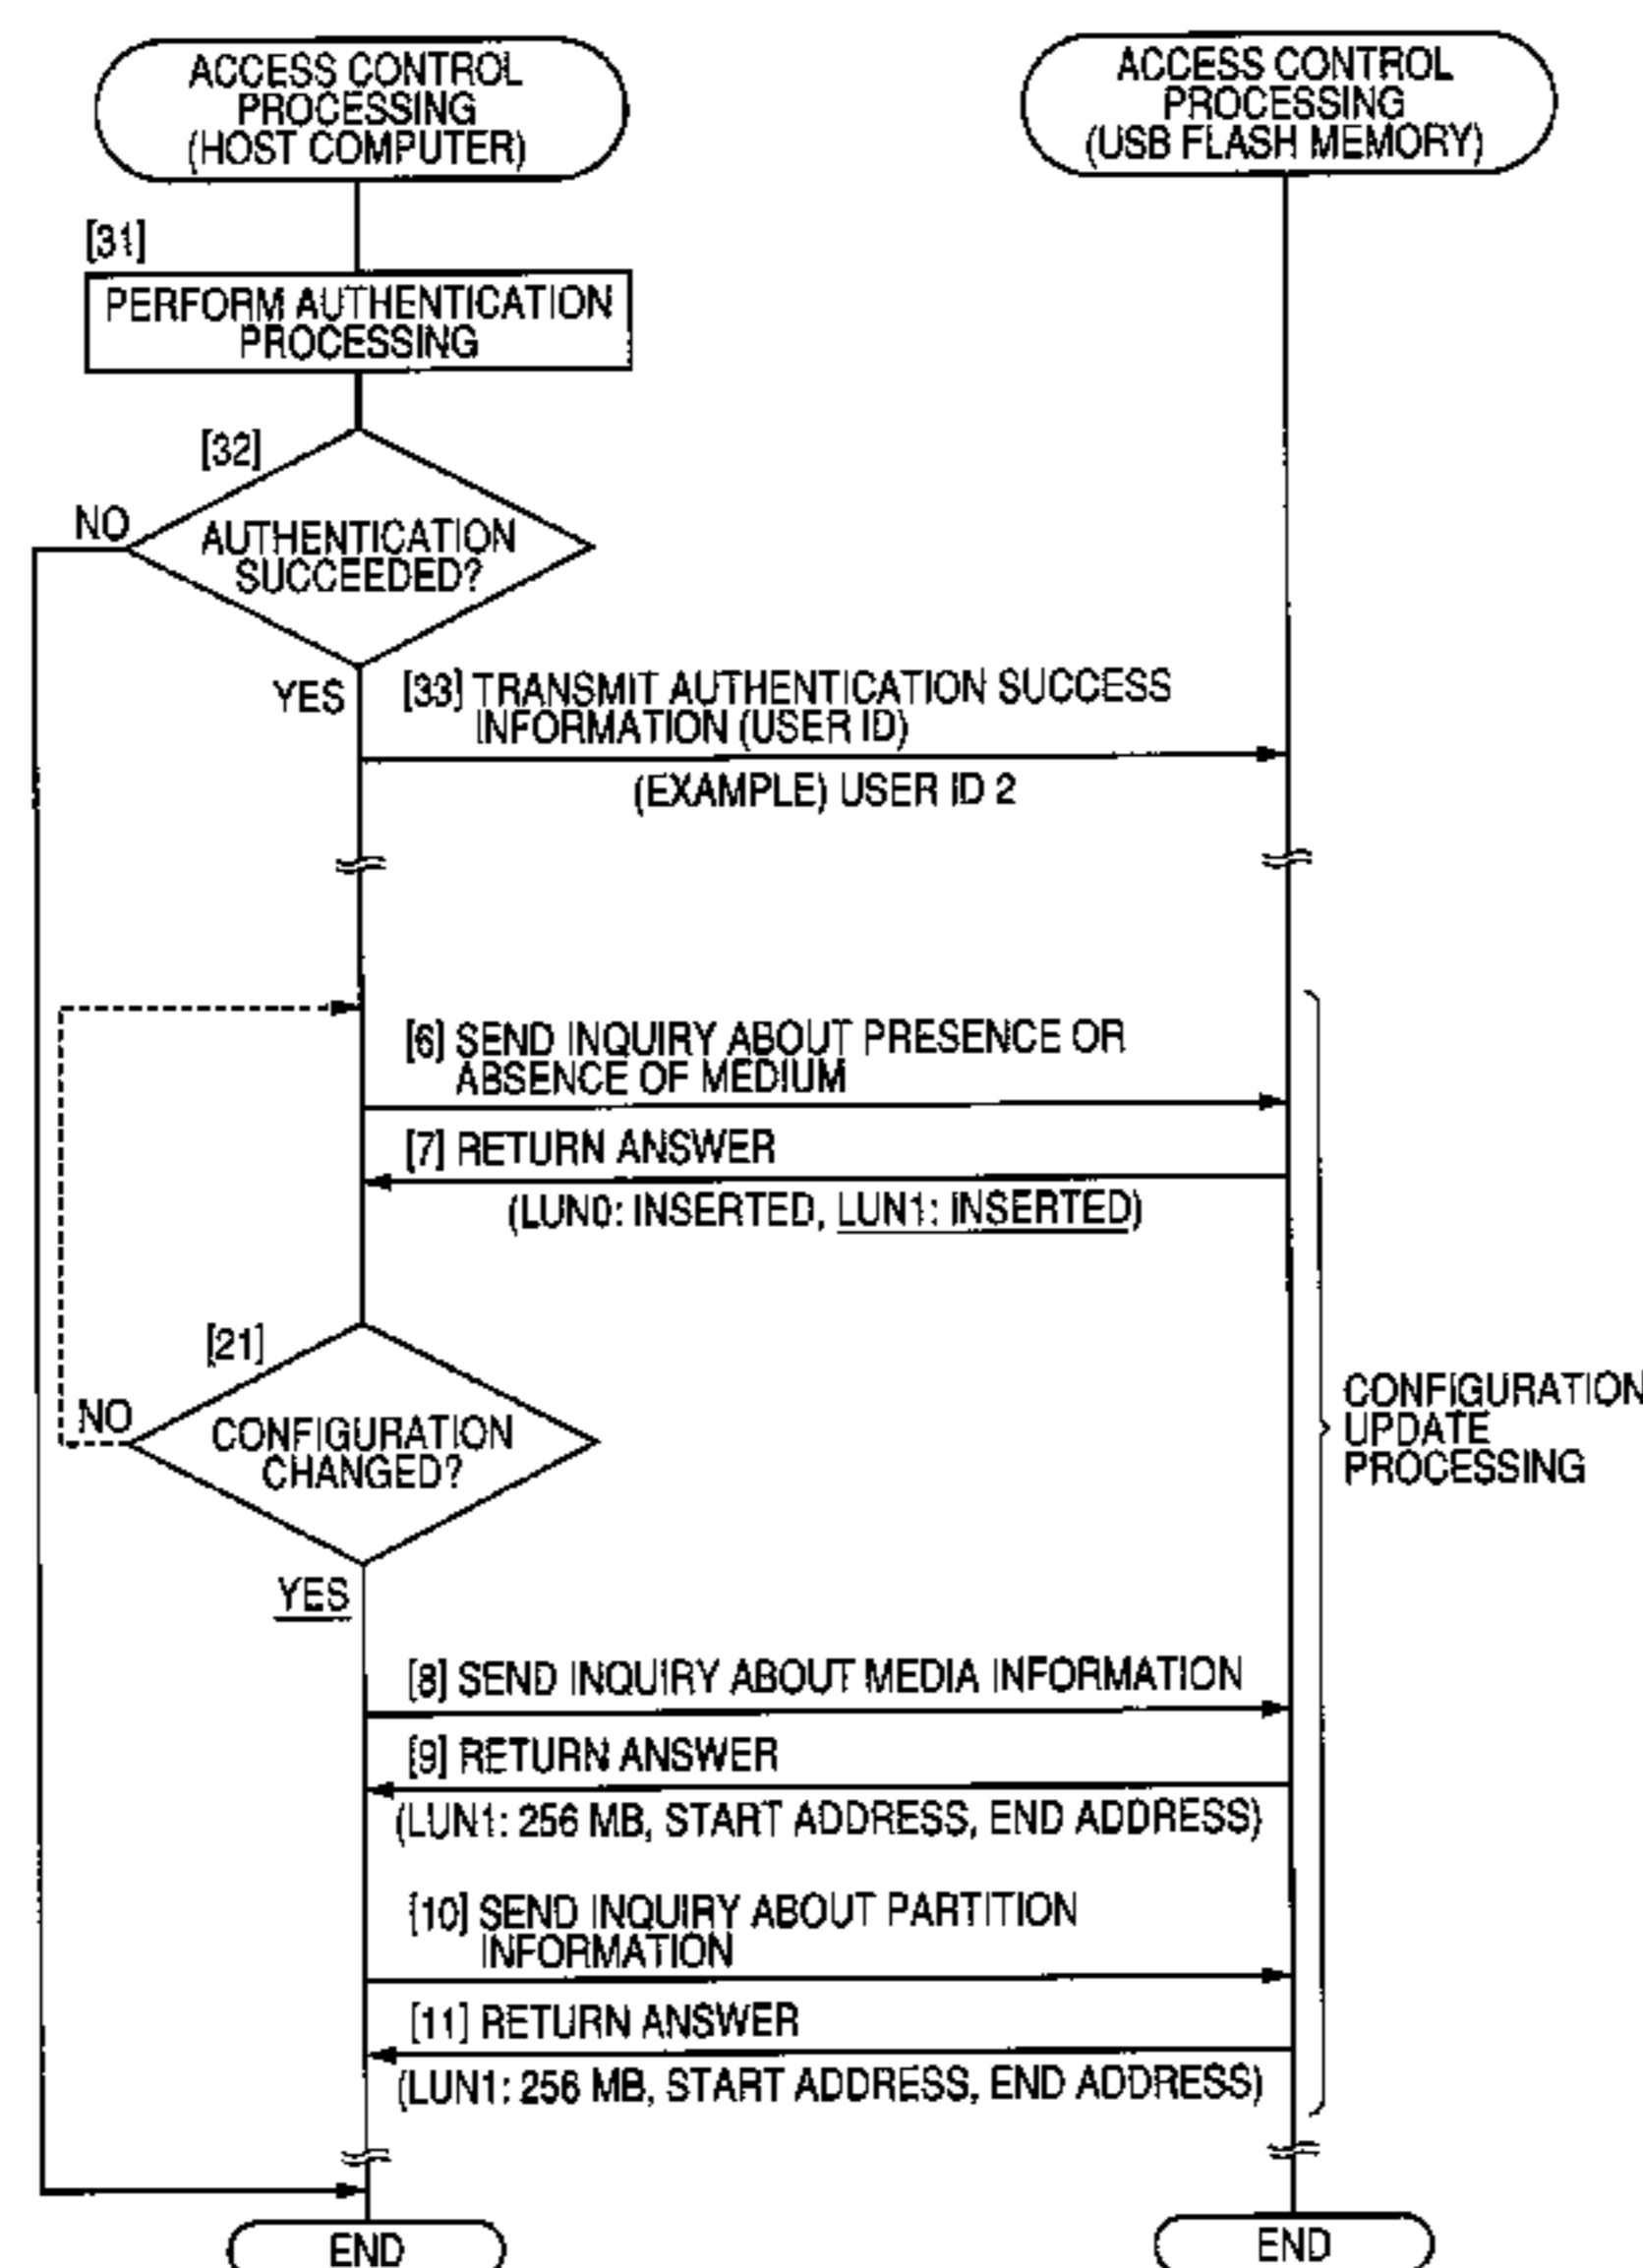 ACCESS CONTROL
PROCESSING
(HOST COMPUTER)
ACCESS CONTROL
PROCESSING
(USB FLASH MEMORY)
[31]
PERFORM AUTHENTICATION
PROCESSING
[32]
NO
AUTHENTICATION
SUCCEEDED?
YES
[33] TRANSMIT AUTHENTICATION SUCCESS
INFORMATION (USER ID)
(EXAMPLE) USER ID 2
[6] SEND INQUIRY ABOUT PRESENCE OR
ABSENCE OF MEDIUM
[7] RETURN ANSWER
(LUN0: INSERTED, LUN1: INSERTED)
[21]
NO
CONFIGURATION
CHANGED?
YES
CONFIGURATION
UPDATE
PROCESSING
[8] SEND INQUIRY ABOUT MEDIA INFORMATION
[9] RETURN ANSWER
(LUN1: 256 MB, START ADDRESS, END ADDRESS)
[10] SEND INQUIRY ABOUT PARTITION
INFORMATION
[11] RETURN ANSWER
(LUN1: 256 MB, START ADDRESS, END ADDRESS)
END
END